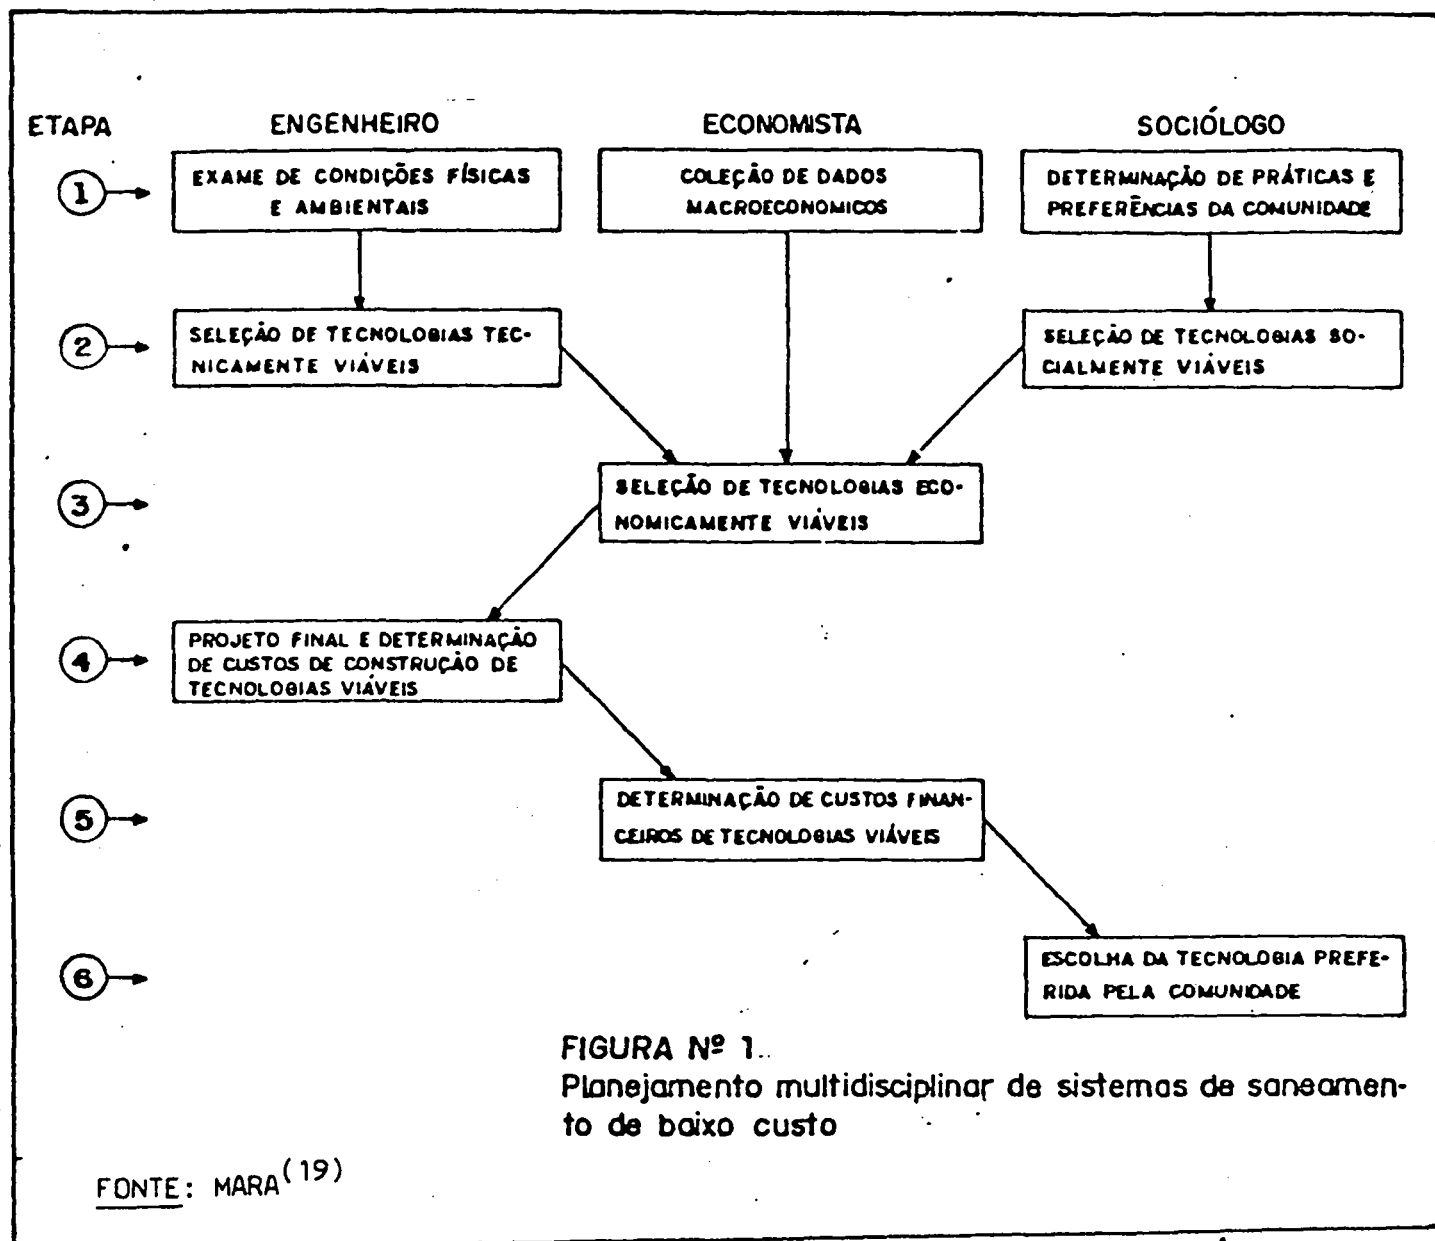 ETAPA ENGENHEIRO ECONOMISTA SOCIÓLOGO
1
EXAME DE CONDIÇÕES FÍSICAS
E AMBIENTAIS
COLEÇÃO DE DADOS
MACROECONOMICOS
DETERMINAÇÃO DE PRÁTICAS E
PREFERÊNCIAS DA COMUNIDADE
2
SELEÇÃO DE TECNOLOGIAS TEC-
NICAMENTE VIÁVEIS
SELEÇÃO DE TECNOLOGIAS SO-
CIALMENTE VIÁVEIS
3
SELEÇÃO DE TECNOLOGIAS ECO-
NOMICAMENTE VIÁVEIS
4
PROJETO FINAL E DETERMINAÇÃO
DE CUSTOS DE CONSTRUÇÃO DE
TECNOLOGIAS VIÁVEIS
5
DETERMINAÇÃO DE CUSTOS FINAN-
CEIROS DE TECNOLOGIAS VIÁVEIS
6
ESCOLHA DA TECNOLOGIA PREFE-
RIDA PELA COMUNIDADE
FIGURA Nº 1
Planejamento multidisciplinar de sistemas de saneamen-
to de baixo custo
FONTE: MARA(19)